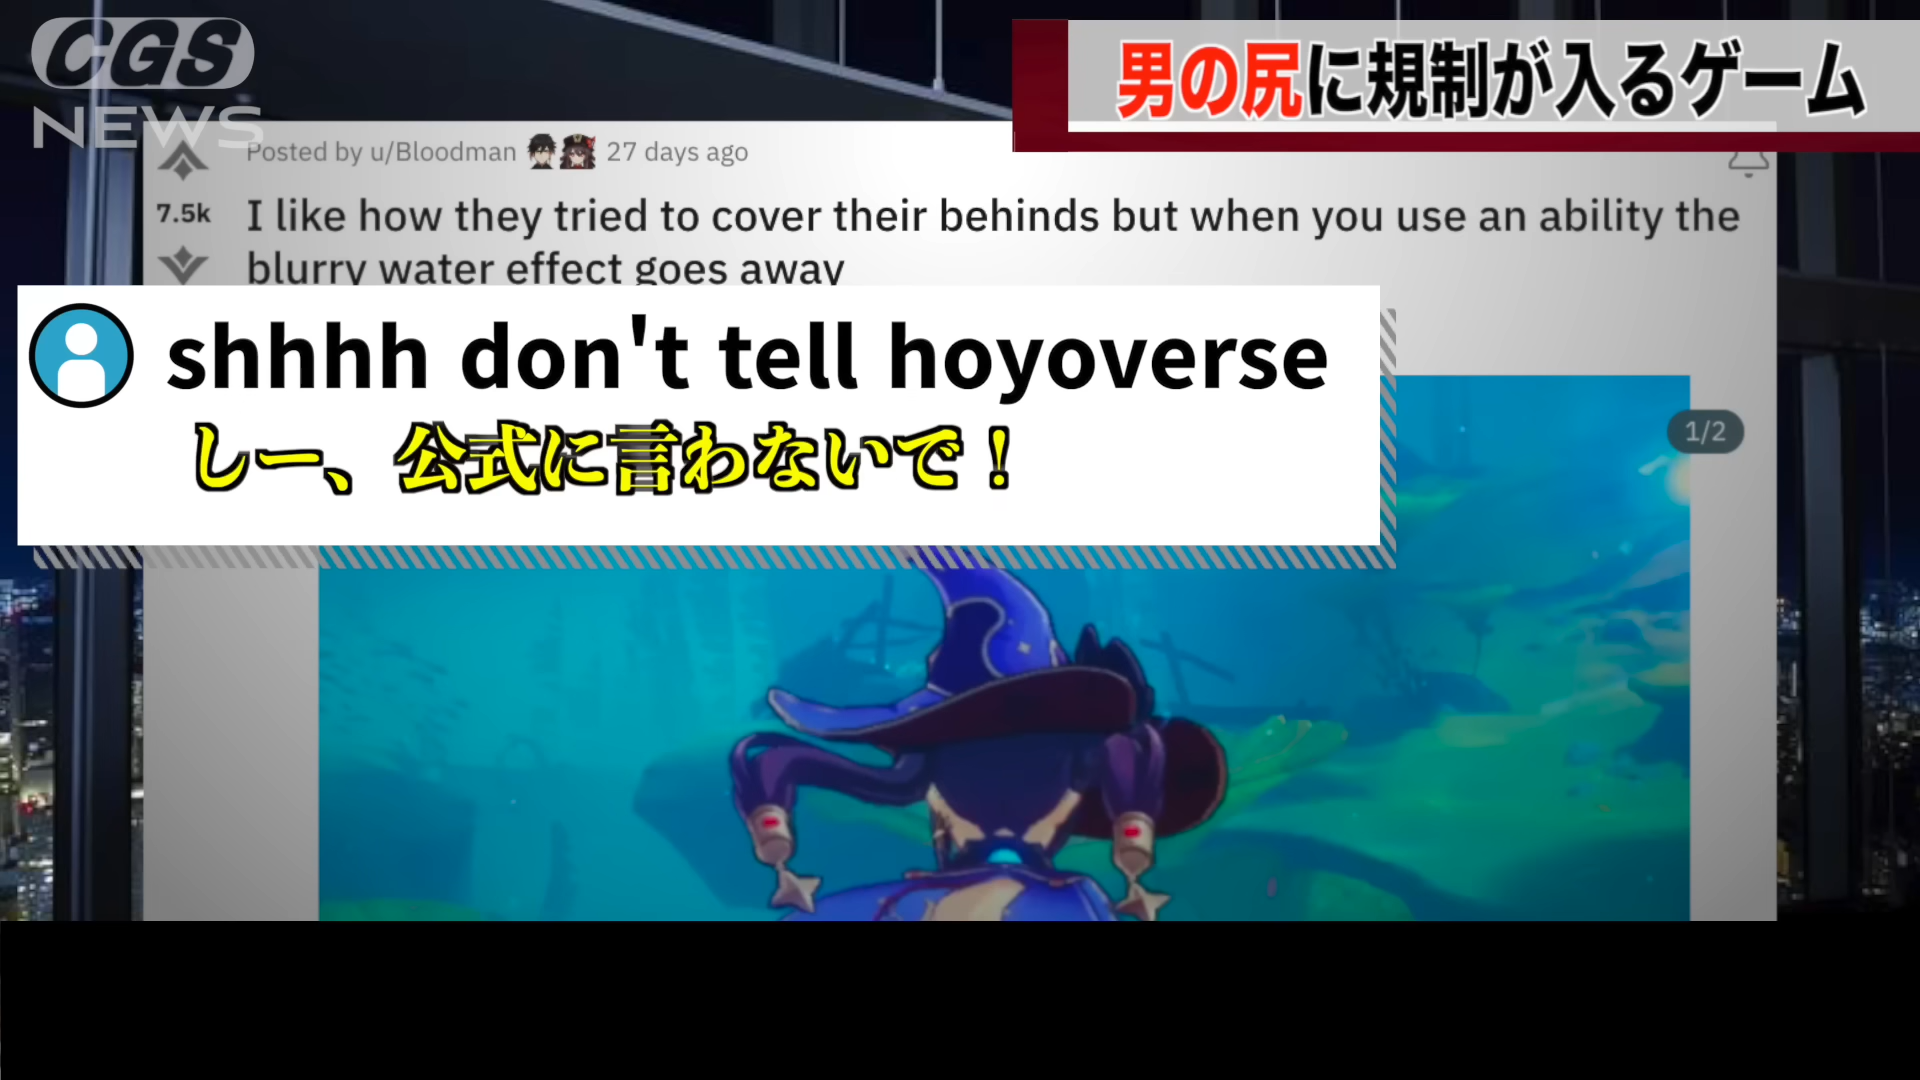 CGS
NEWS
男の尻に規制が入るゲーム
Posted by u/Bloodman 27 days ago
7.5k
I like how they tried to cover their behinds but when you use an ability the
blurry water effect goes away
shhhh don't tell hoyoverse
しー、公式に言わないで！
1/2